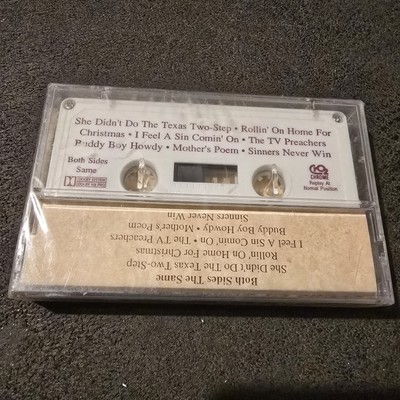 She Didn't Do The Texas Two-Step • Rollin' On Home For
Christmas • I Feel A Sin Comin' On • The TV Preachers
Buddy Boy Howdy • Mother's Poem • Sinners Never Win
Both Sides
Same
HQ
CHROME
Replay At
Normal Position
Both Sides The Same
She Didn't Do The Texas Two-Step
Rollin' On Home For Christmas
I Feel A Sin Comin' On • The TV Preachers
Buddy Boy Howdy • Mother's Poem
Sinners Never Win